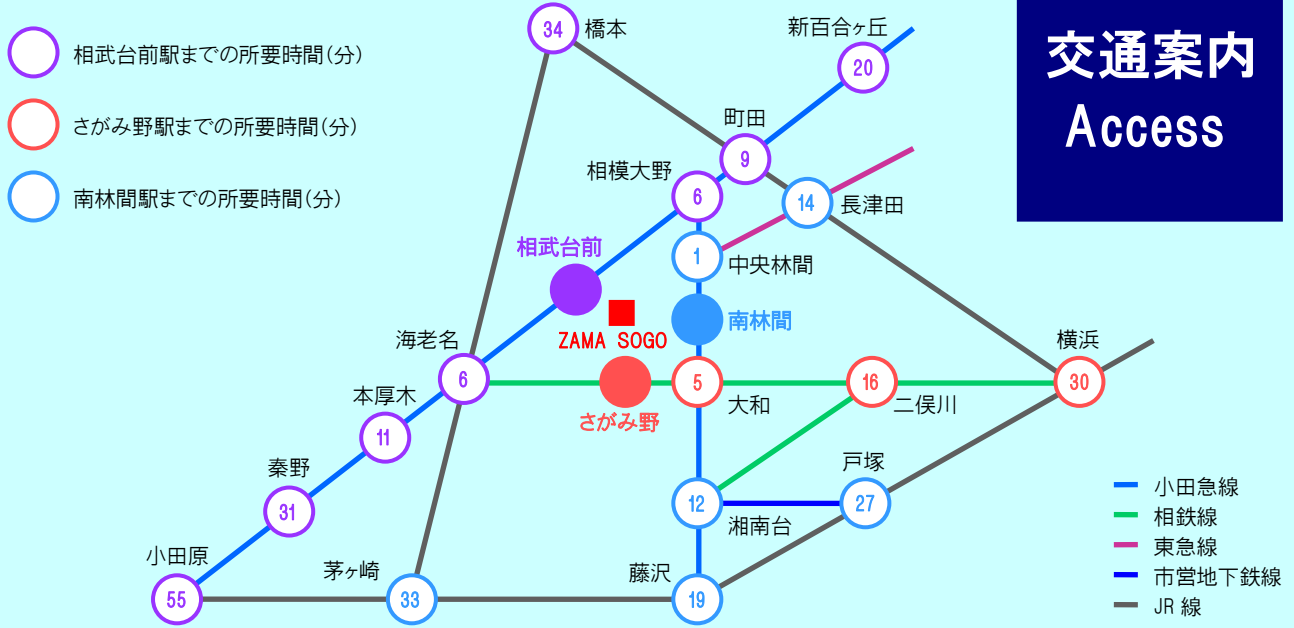 相武台前駅までの所要時間(分)
さがみ野駅までの所要時間(分)
南林間駅までの所要時間(分)
交通案内
Access
34 橋本
新百合ヶ丘
20
町田
9
相模大野
6
14 長津田
相武台前
1
中央林間
ZAMA SOGO
南林間
海老名
6
さがみ野
5
大和
16
二俣川
横浜
30
本厚木
11
秦野
31
12
湘南台
戸塚
27
小田原
55
茅ヶ崎
33
藤沢
19
小田急線
相鉄線
東急線
市営地下鉄線
JR 線